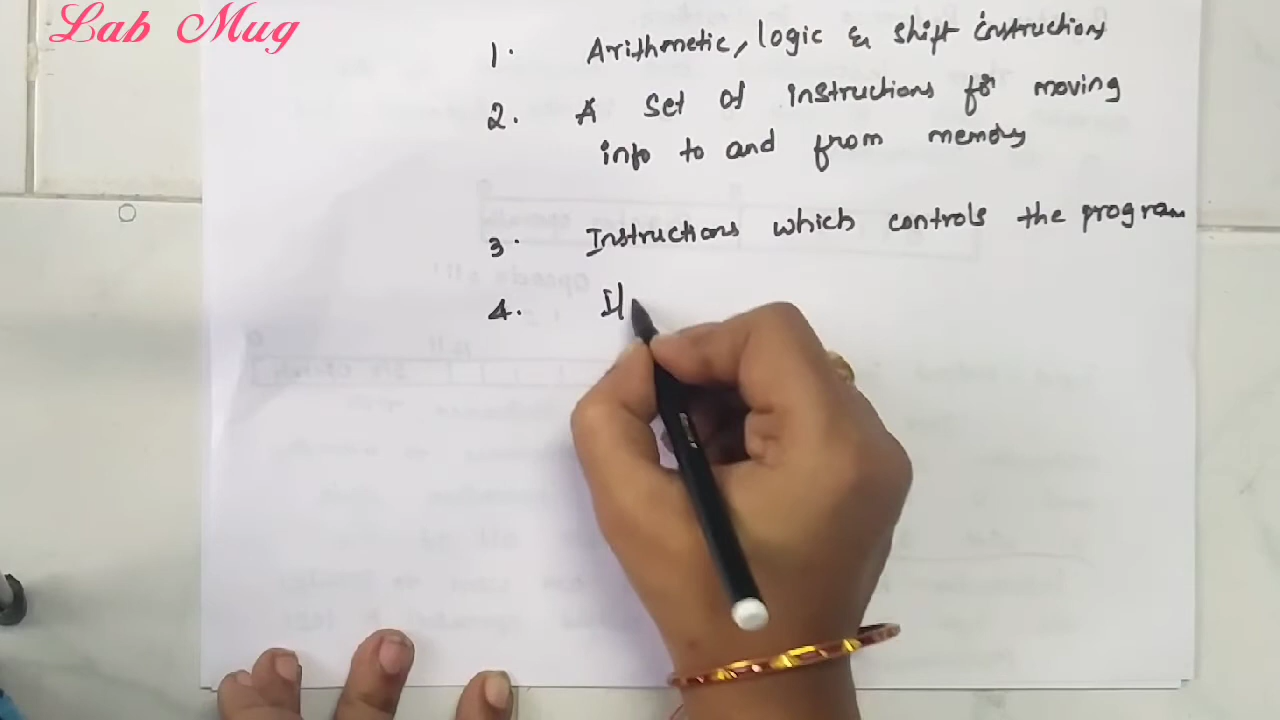 Lab Mug
1. Arithmetic, logic & shift instructions
2. A set of instructions for moving
info to and from memory
3. Instructions which controls the program
4. I/